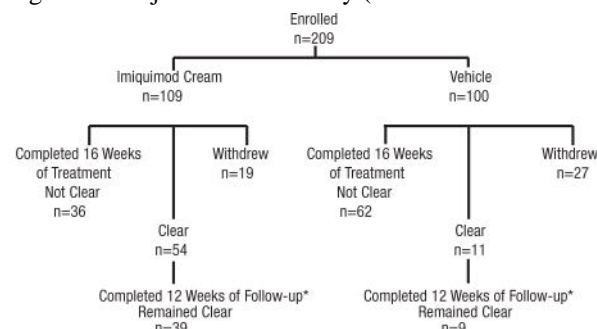 Enrolled
n=209
Imiquimod Cream
n=109
Vehicle
n=100
Completed 16 Weeks
of Treatment
Not Clear
n=36
Withdrew
n=19
Completed 16 Weeks
of Treatment
Not Clear
n=62
Withdrew
n=27
Clear
n=54
Clear
n=11
Completed 12 Weeks of Follow-up*
Remained Clear
n=39
Completed 12 Weeks of Follow-up*
Remained Clear
n=9